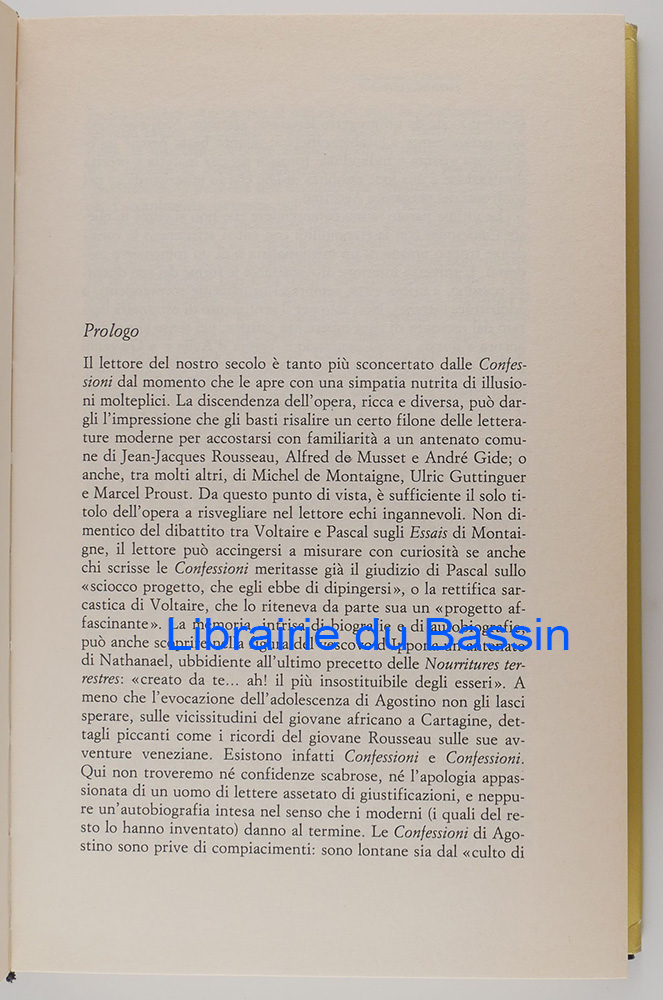 Prologo
Il lettore del nostro secolo è tanto più sconcertato dalle Confes-
sioni dal momento che le apre con una simpatia nutrita di illusio-
ni molteplici. La discendenza dell'opera, ricca e diversa, può dar-
gli l'impressione che gli basti risalire un certo filone delle lettera-
ture moderne per accostarsi con familiarità a un antenato comu-
ne di Jean-Jacques Rousseau, Alfred de Musset e André Gide; o
anche, tra molti altri, di Michel de Montaigne, Ulric Guttinguer
e Marcel Proust. Da questo punto di vista, è sufficiente il solo ti-
tolo dell'opera a risvegliare nel lettore echi ingannevoli. Non di-
mentico del dibattito tra Voltaire e Pascal sugli Essais di Montai-
gne, il lettore può accingersi a misurare con curiosità se anche
chi scrisse le Confessioni meritasse già il giudizio di Pascal sullo
«sciocco progetto, che egli ebbe di dipingersi», o la rettifica sar-
castica di Voltaire, che lo riteneva da parte sua un «progetto af-
fascinante». La memoria, intrisa di biografie e di autobiografie,
Librairie du Bassin
può anche scoprire nella figura del vescovo d'Ippona un antenato
di Nathanael, ubbidiente all'ultimo precetto delle Nourritures ter-
restres: «creato da te... ah! il più insostituibile degli esseri». A
meno che l'evocazione dell'adolescenza di Agostino non gli lasci
sperare, sulle vicissitudini del giovane africano a Cartagine, det-
tagli piccanti come i ricordi del giovane Rousseau sulle sue av-
venture veneziane. Esistono infatti Confessioni e Confessioni.
Qui non troveremo né confidenze scabrose, né l'apologia appas-
sionata di un uomo di lettere assetato di giustificazioni, e neppu-
re un'autobiografia intesa nel senso che i moderni (i quali del re-
sto lo hanno inventato) danno al termine. Le Confessioni di Ago-
stino sono prive di compiacimenti: sono lontane sia dal «culto di